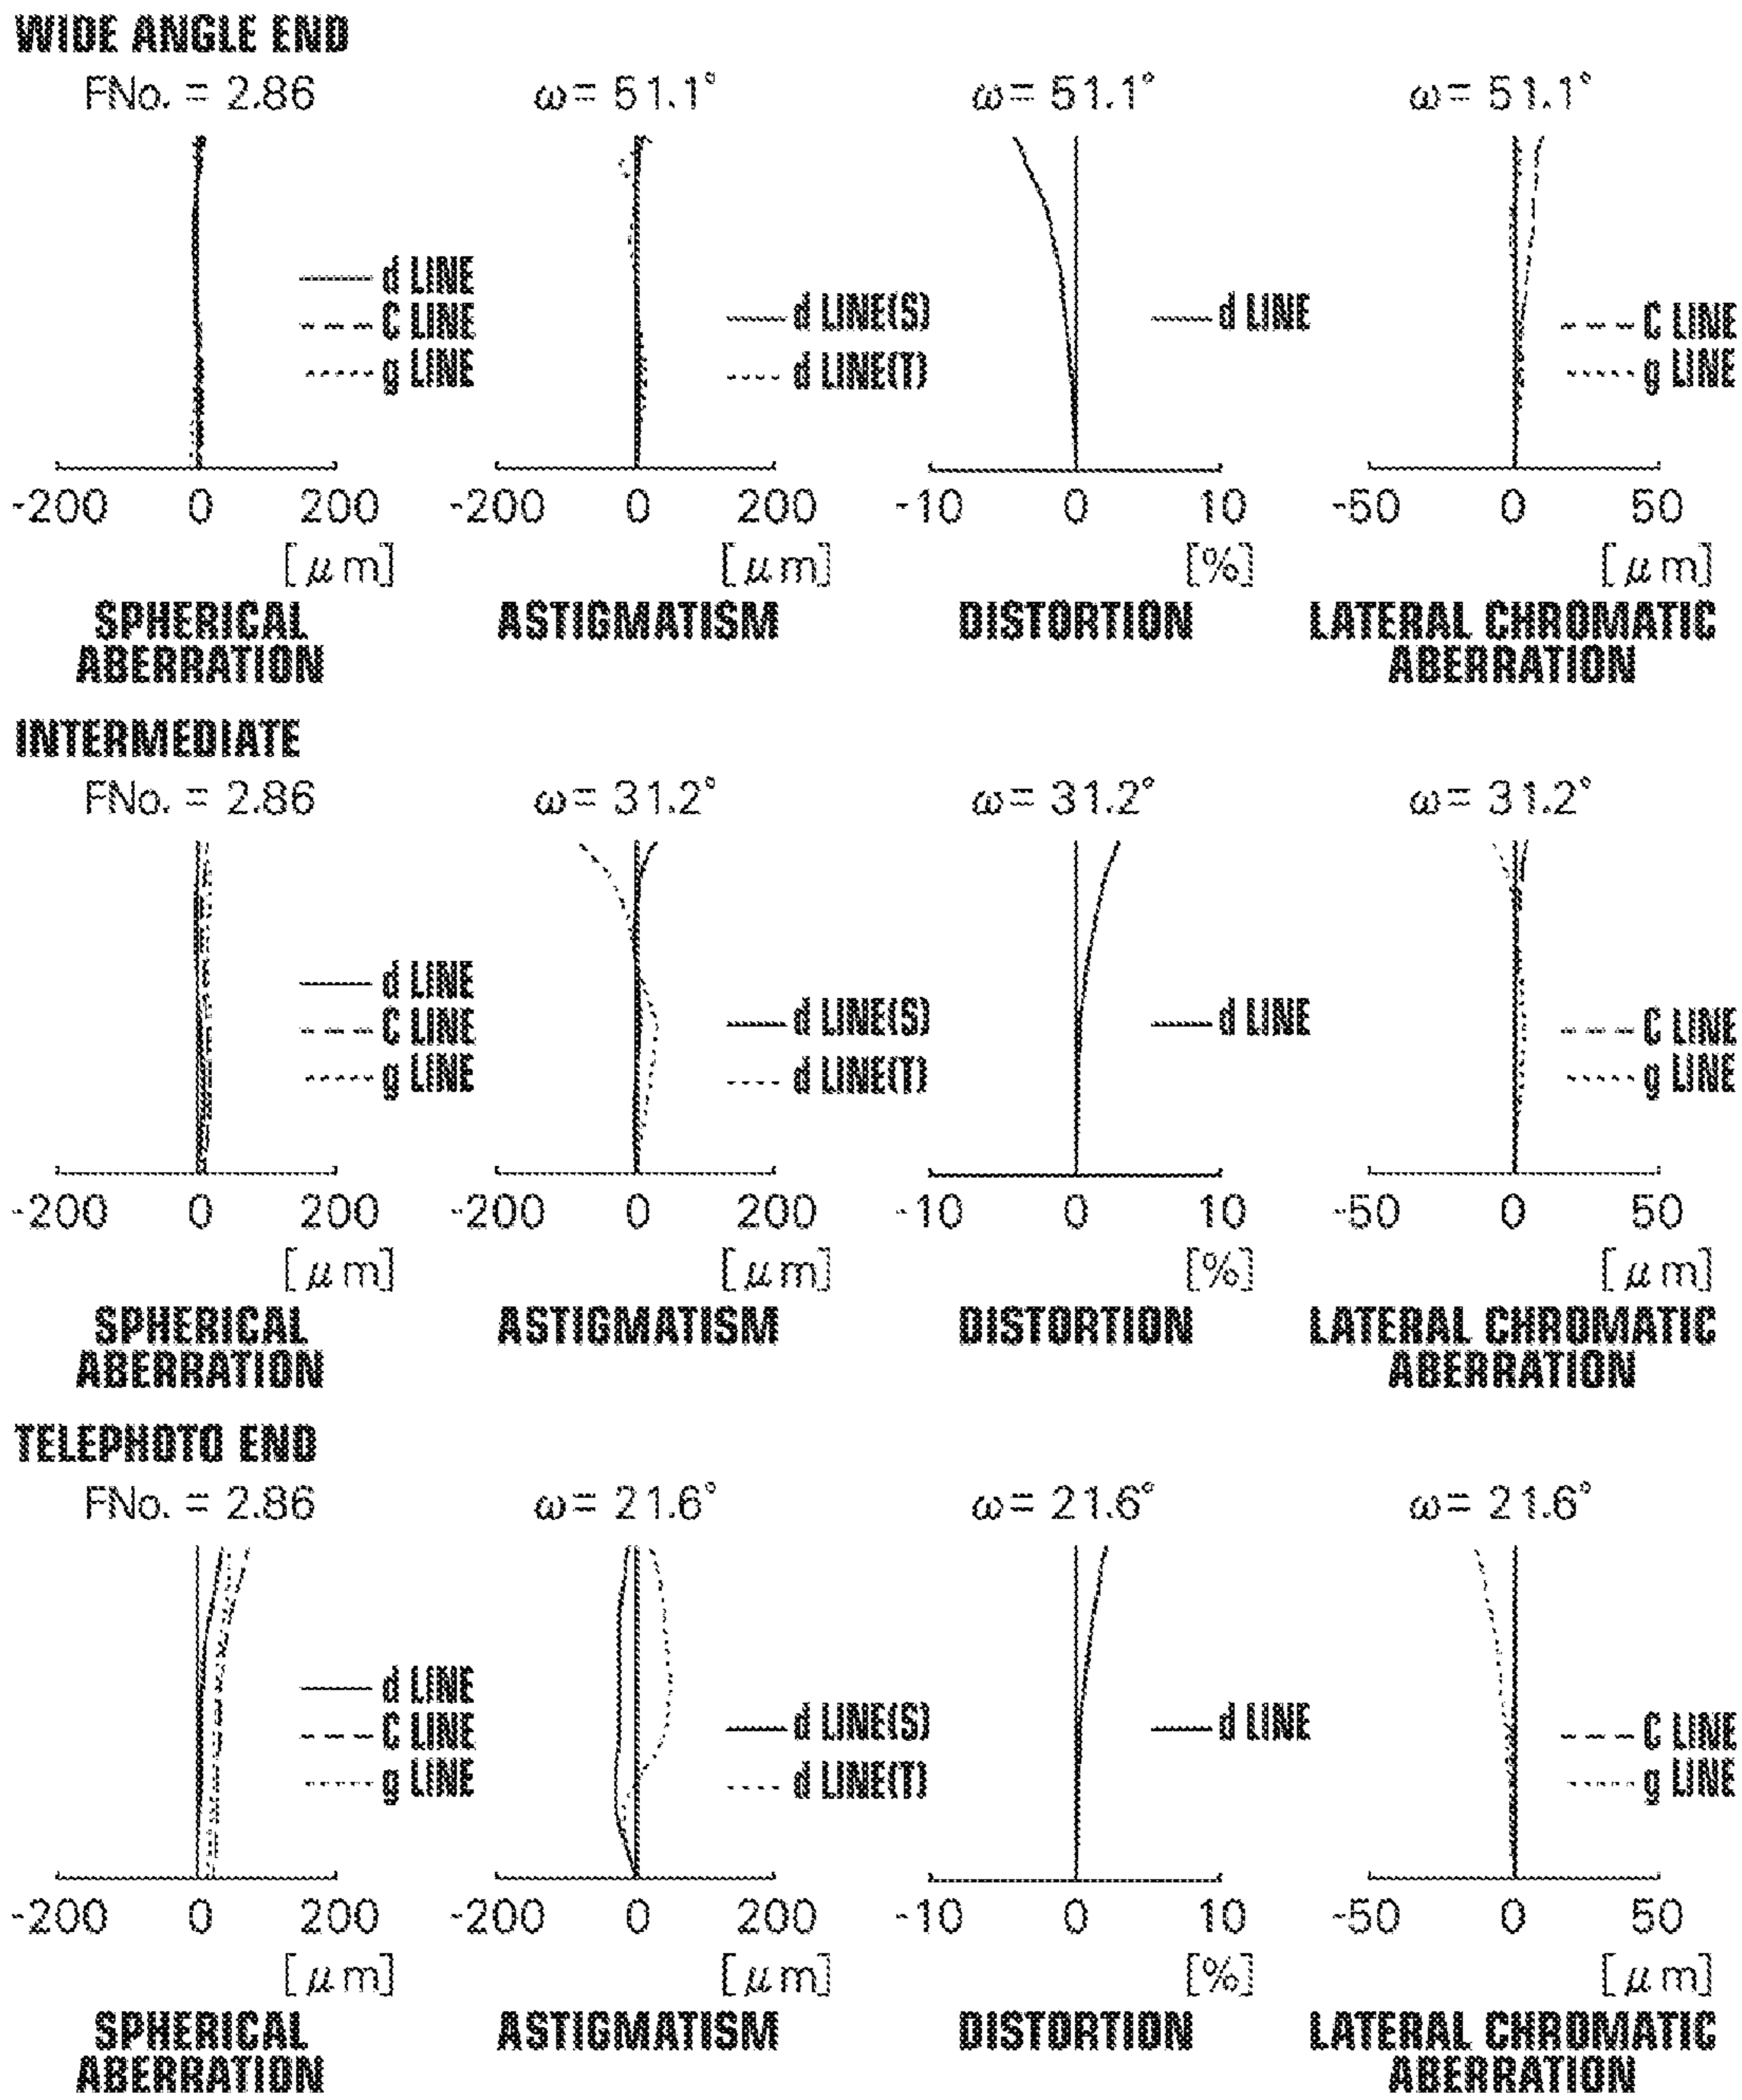 WIDE ANGLE END
FNo. = 2.86
ω= 51.1°
ω= 51.1°
ω= 51.1°
d LINE
C LINE
g LINE
d LINE(S)
d LINE(T)
d LINE
C LINE
g LINE
-200 0 200
-200 0 200
-10 0 10
-50 0 50
[μm]
[μm]
[%]
[μm]
SPHERICAL
ABERRATION
ASTIGMATISM
DISTORTION
LATERAL CHROMATIC
ABERRATION
INTERMEDIATE
FNo. = 2.86
ω= 31.2°
ω= 31.2°
ω= 31.2°
d LINE
C LINE
g LINE
d LINE(S)
d LINE(T)
d LINE
C LINE
g LINE
-200 0 200
-200 0 200
-10 0 10
-50 0 50
[μm]
[μm]
[%]
[μm]
SPHERICAL
ABERRATION
ASTIGMATISM
DISTORTION
LATERAL CHROMATIC
ABERRATION
TELEPHOTO END
FNo. = 2.86
ω= 21.6°
ω= 21.6°
ω= 21.6°
d LINE
C LINE
g LINE
d LINE(S)
d LINE(T)
d LINE
C LINE
g LINE
-200 0 200
-200 0 200
-10 0 10
-50 0 50
[μm]
[μm]
[%]
[μm]
SPHERICAL
ABERRATION
ASTIGMATISM
DISTORTION
LATERAL CHROMATIC
ABERRATION